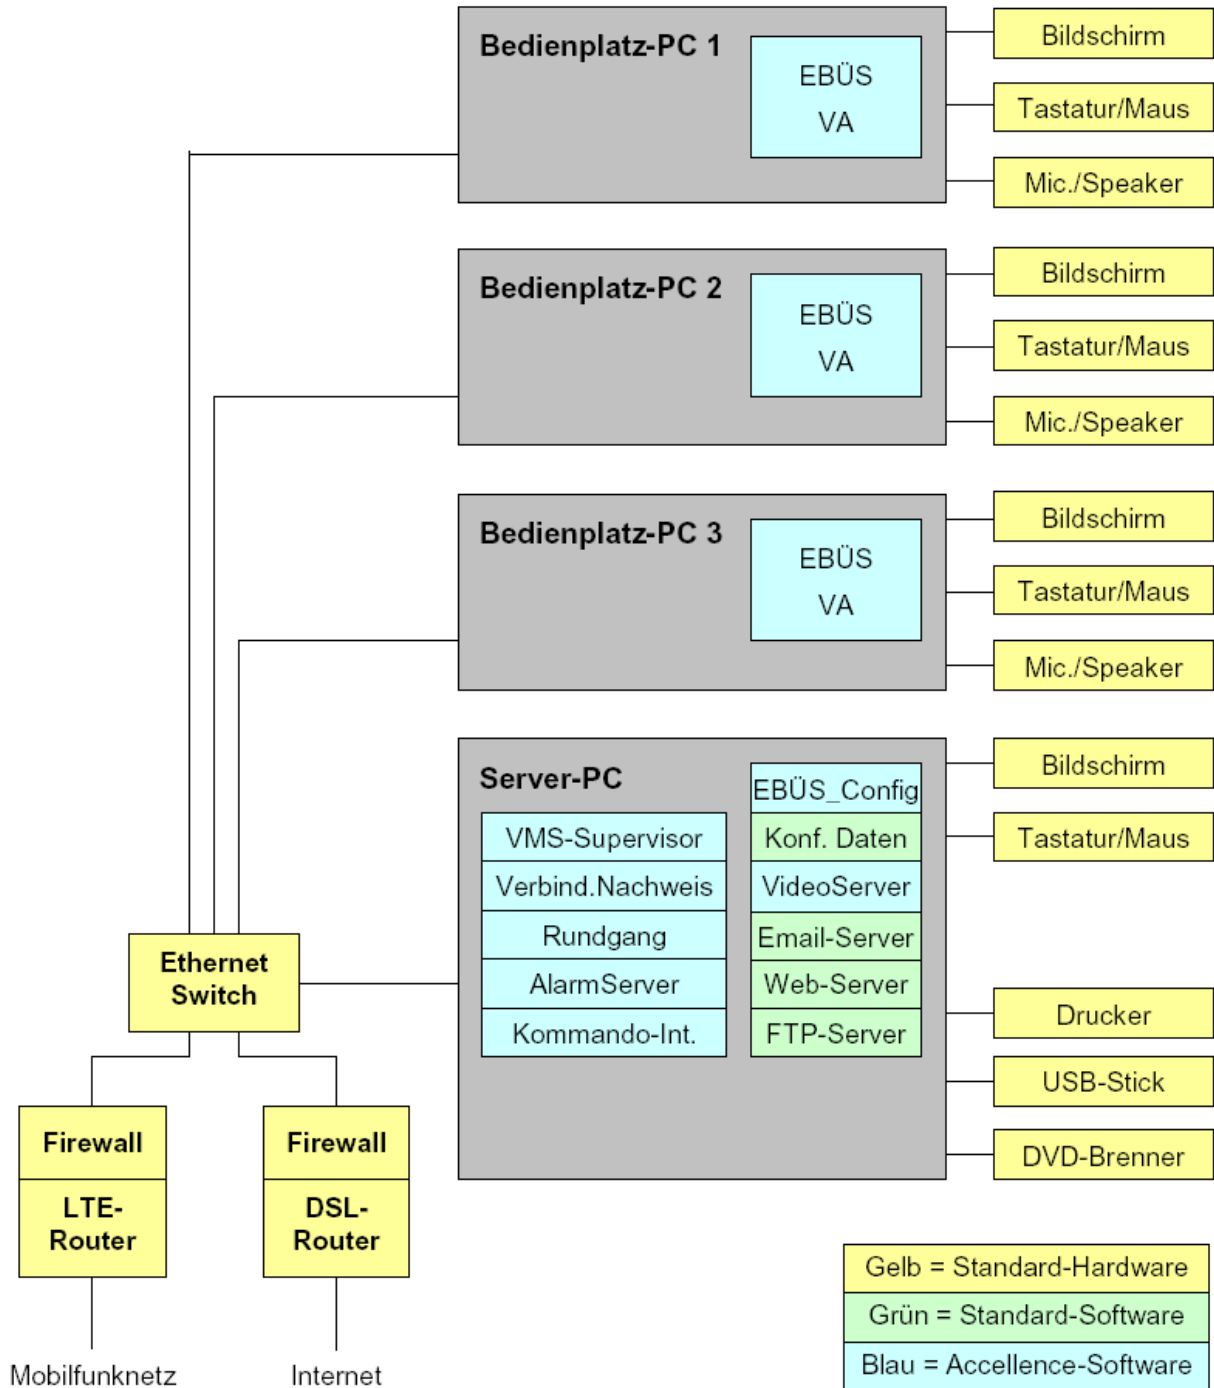 Bedienplatz-PC 1
EBÜS
VA
Bildschirm
Tastatur/Maus
Mic./Speaker
Bedienplatz-PC 2
EBÜS
VA
Bildschirm
Tastatur/Maus
Mic./Speaker
Bedienplatz-PC 3
EBÜS
VA
Bildschirm
Tastatur/Maus
Mic./Speaker
Server-PC
VMS-Supervisor
Verbind.Nachweis
Rundgang
AlarmServer
Kommando-Int.
EBÜS_Config
Konf. Daten
VideoServer
Email-Server
Web-Server
FTP-Server
Bildschirm
Tastatur/Maus
Drucker
USB-Stick
DVD-Brenner
Ethernet
Switch
Firewall
LTE-
Router
Firewall
DSL-
Router
Mobilfunknetz
Internet
Gelb = Standard-Hardware
Grün = Standard-Software
Blau = Accellence-Software